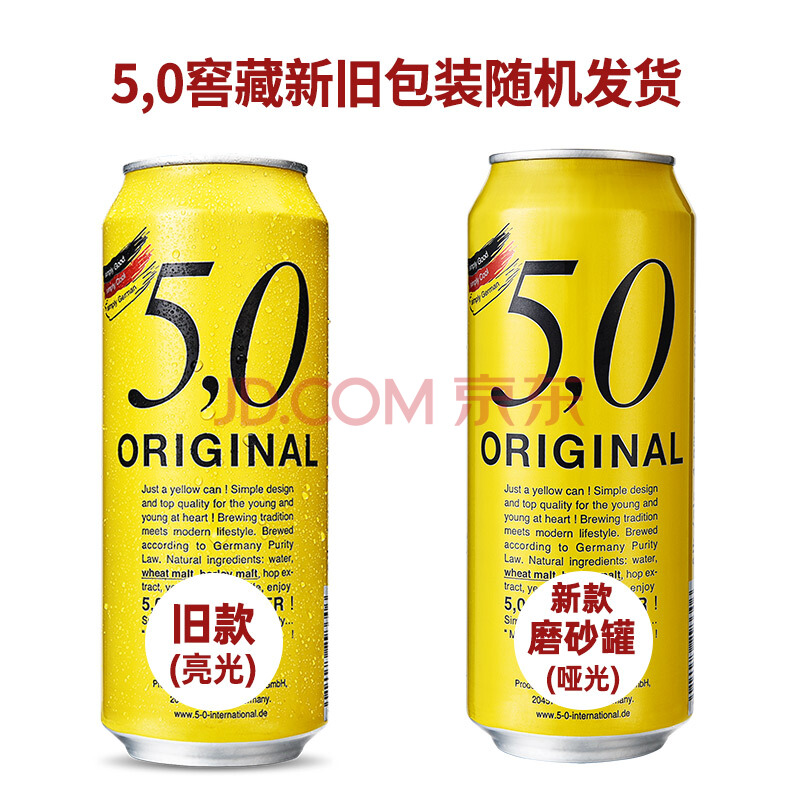 5,0窖藏新旧包装随机发货
Simply Good
Simply Cool
Simply German
5,0
ORIGINAL
Just a yellow can ! Simple design
and top quality for the young and
young at heart ! Brewing tradition
meets modern lifestyle. Brewed
according to Germany Purity
Law. Natural ingredients: water,
wheat malt, barley malt, hop ex-
tract, enjoy
5,0 !
旧款
(亮光)
www.5-0-international.de
simply Good
simply Cool
simply German
5,0
ORIGINAL
Just a yellow can ! Simple design
and top quality for the young and
young at heart ! Brewing tradition
meets modern lifestyle. Brewed
according to Germany Purity
Law. Natural ingredients: water,
wheat malt, hop ex-
tract, enjoy
!
新款
磨砂罐
(哑光)
www.5-0-international.de
JD.COM 京东